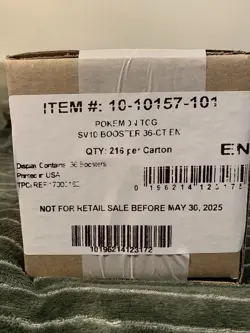 ITEM #: 10-10157-101
POKEMON TCG
SV10 BOOSTER 36-CT EN
QTY: 216 per Carton
EN
Display Contains: 36 Boosters
Printed in USA
0 196214 123175
NOT FOR RETAIL SALE BEFORE MAY 30, 2025
10196214123172